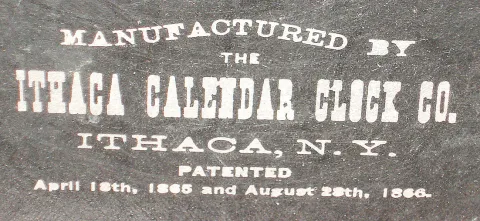 MANUFACTURED BY
THE
ITHACA CALENDAR CLOCK CO.
ITHACA, N.Y.
PATENTED
April 18th, 1865 and August 28th, 1866.